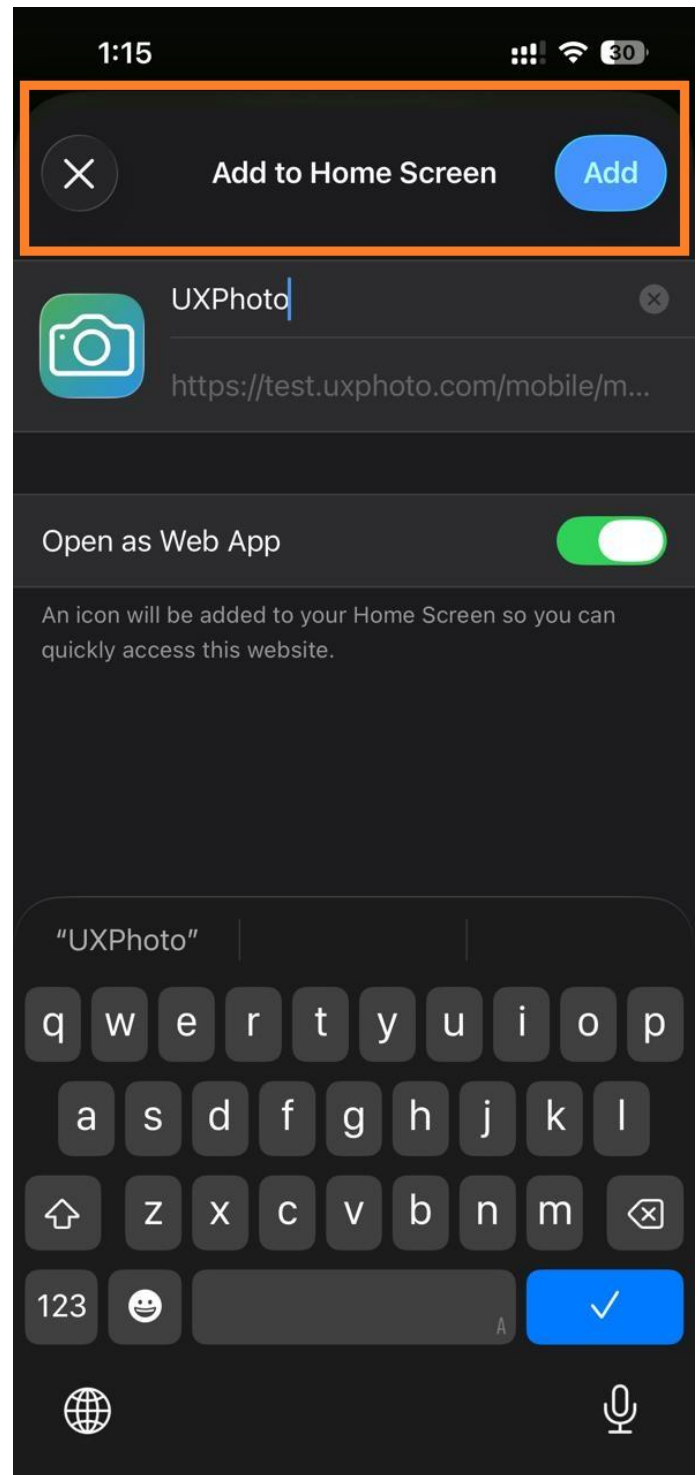 1:15
30
Add to Home Screen
Add
UXPhoto
https://test.uxphoto.com/mobile/m...
Open as Web App
An icon will be added to your Home Screen so you can
quickly access this website.
“UXPhoto”
q w e r t y u i o p
a s d f g h j k l
z x c v b n m
123
A